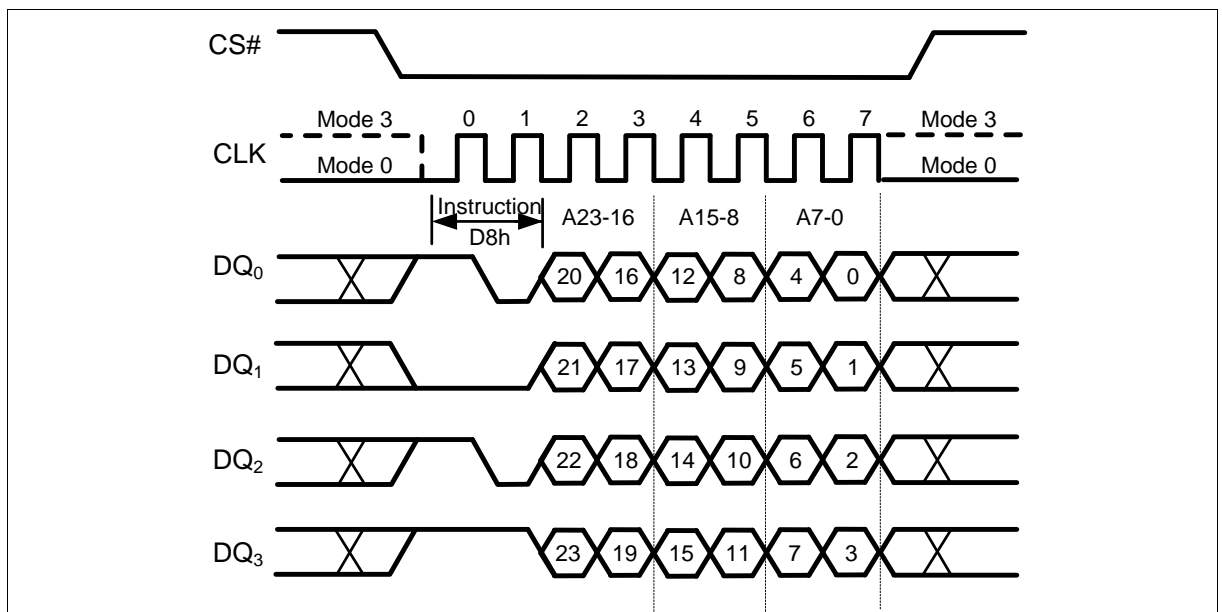 CS#
Mode 3 0 1 2 3 4 5 6 7 Mode 3
CLK
Mode 0 Mode 0
Instruction A23-16 A15-8 A7-0
D8h
DQ0 20 16 12 8 4 0
DQ1 21 17 13 9 5 1
DQ2 22 18 14 10 6 2
DQ3 23 19 15 11 7 3